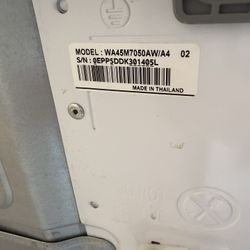 MODEL : WA45M7050AW/A4 02
S/N : 0EPP5DDK301405L
MADE IN THAILAND